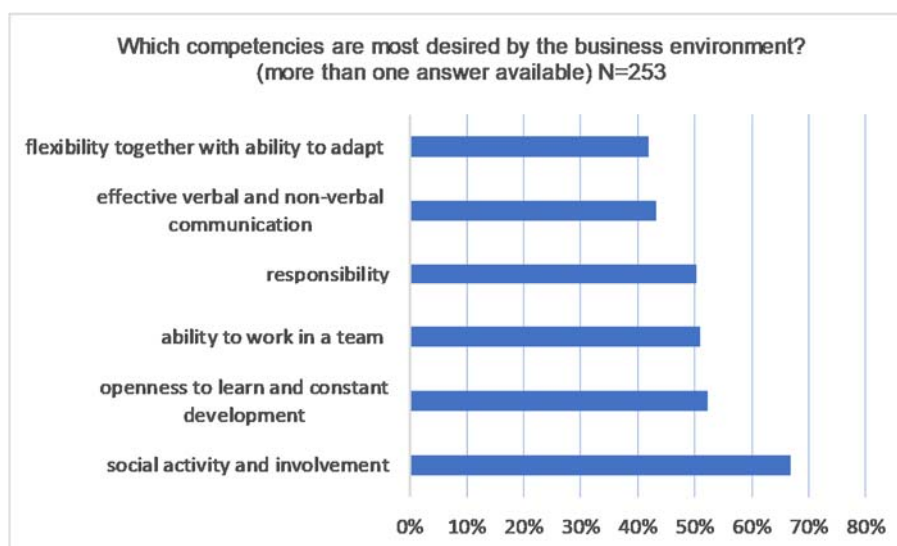 Which competencies are most desired by the business environment?
(more than one answer available) N=253
flexibility together with ability to adapt
effective verbal and non-verbal
communication
responsibility
ability to work in a team
openness to learn and constant
development
social activity and involvement
0% 10% 20% 30% 40% 50% 60% 70% 80%